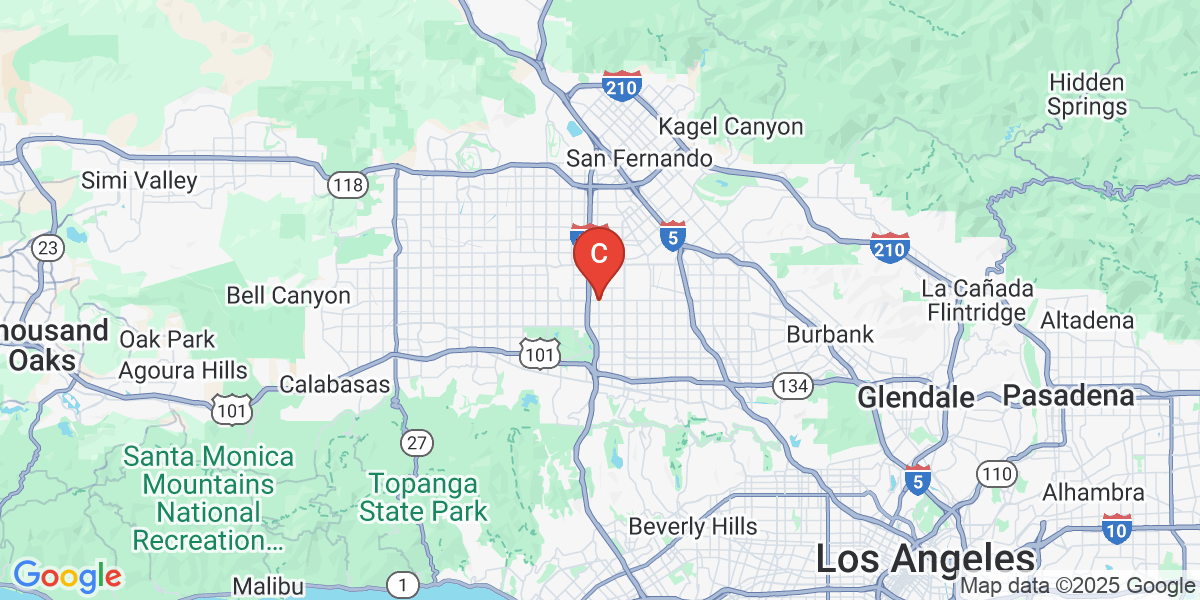 210
Hidden
Springs
Kagel Canyon
San Fernando
Simi Valley
118
23
5
210
Bell Canyon
La Cañada
Flintridge
Altadena
housand
Oaks
Oak Park
Agoura Hills
Burbank
101
Calabasas
134
Glendale
Pasadena
101
27
Santa Monica
Mountains
National
Recreation...
Topanga
State Park
5
110
Alhambra
Beverly Hills
10
Los Angeles
Malibu
1
C
Google
Map data ©2025 Google